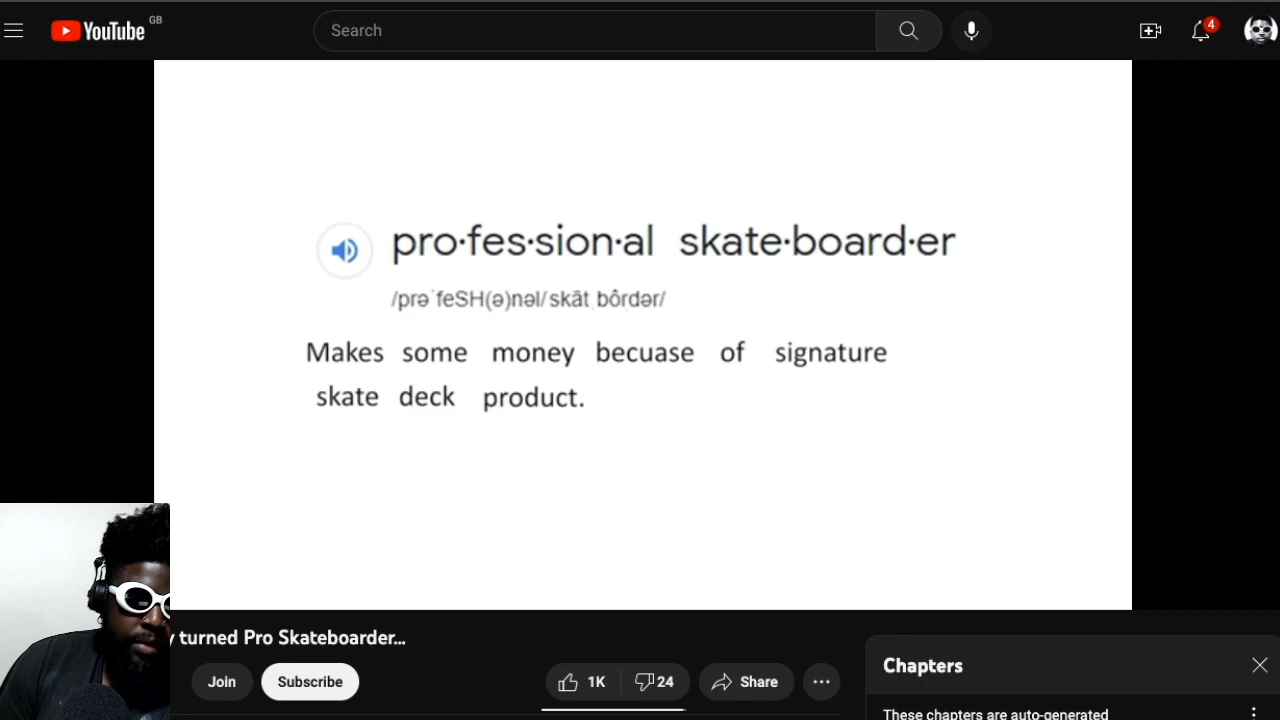 YouTube GB
Search
4
pro·fes·sion·al skate·board·er
/prəˈfeSH(ə)nəl/skātˌbôrdər/
Makes some money becuase of signature
skate deck product.
turned Pro Skateboarder...
Join
Subscribe
1K
24
Share
Chapters
These chapters are auto-generated